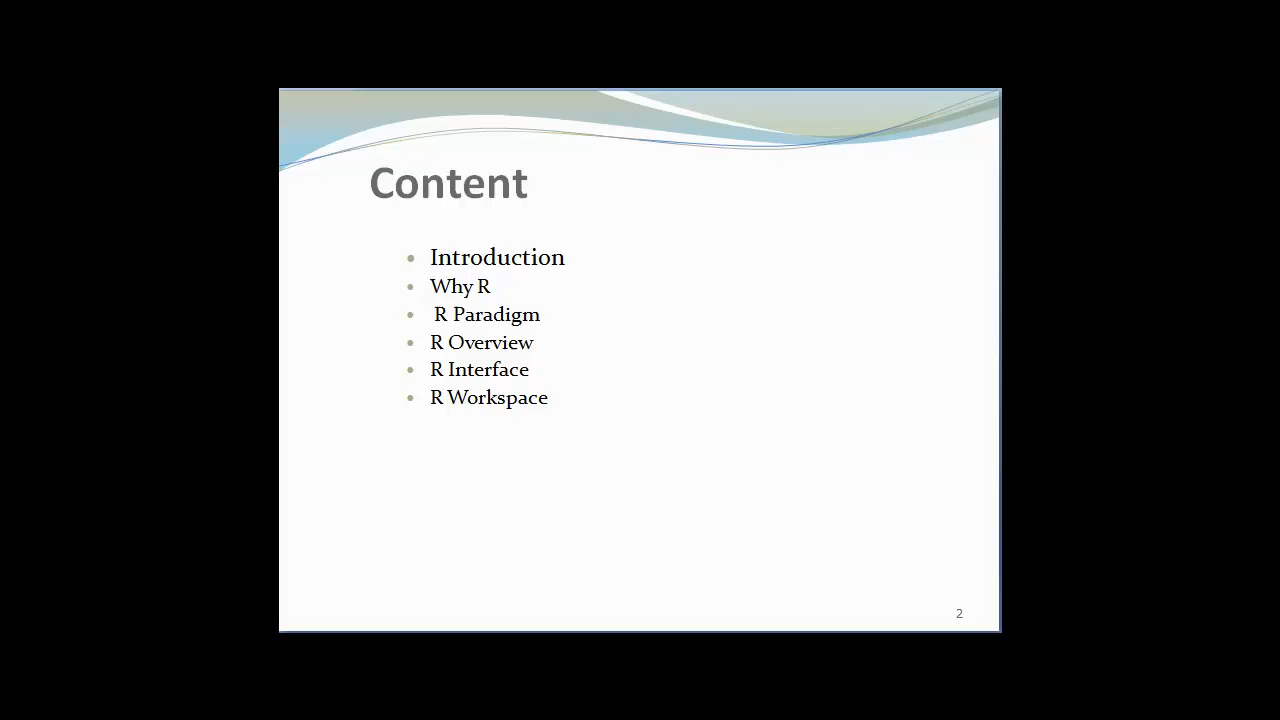 Content
• Introduction
• Why R
• R Paradigm
• R Overview
• R Interface
• R Workspace
2